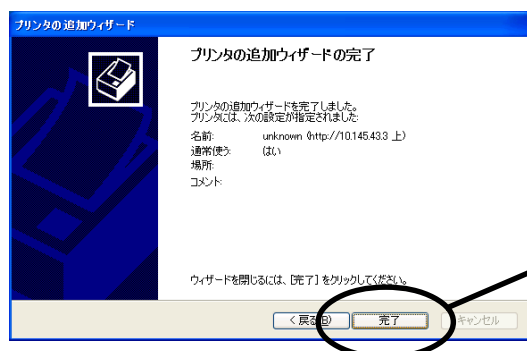 プリンタの追加ウィザード
プリンタの追加ウィザードの完了
プリンタの追加ウィザードを完了しました。
プリンタには、次の設定が指定されました:
名前: unknown (http://10.145.43.3 上)
通常使う: はい
場所:
コメント:
ウィザードを閉じるには、[完了] をクリックしてください。
< 戻る(B) 完了 キャンセル